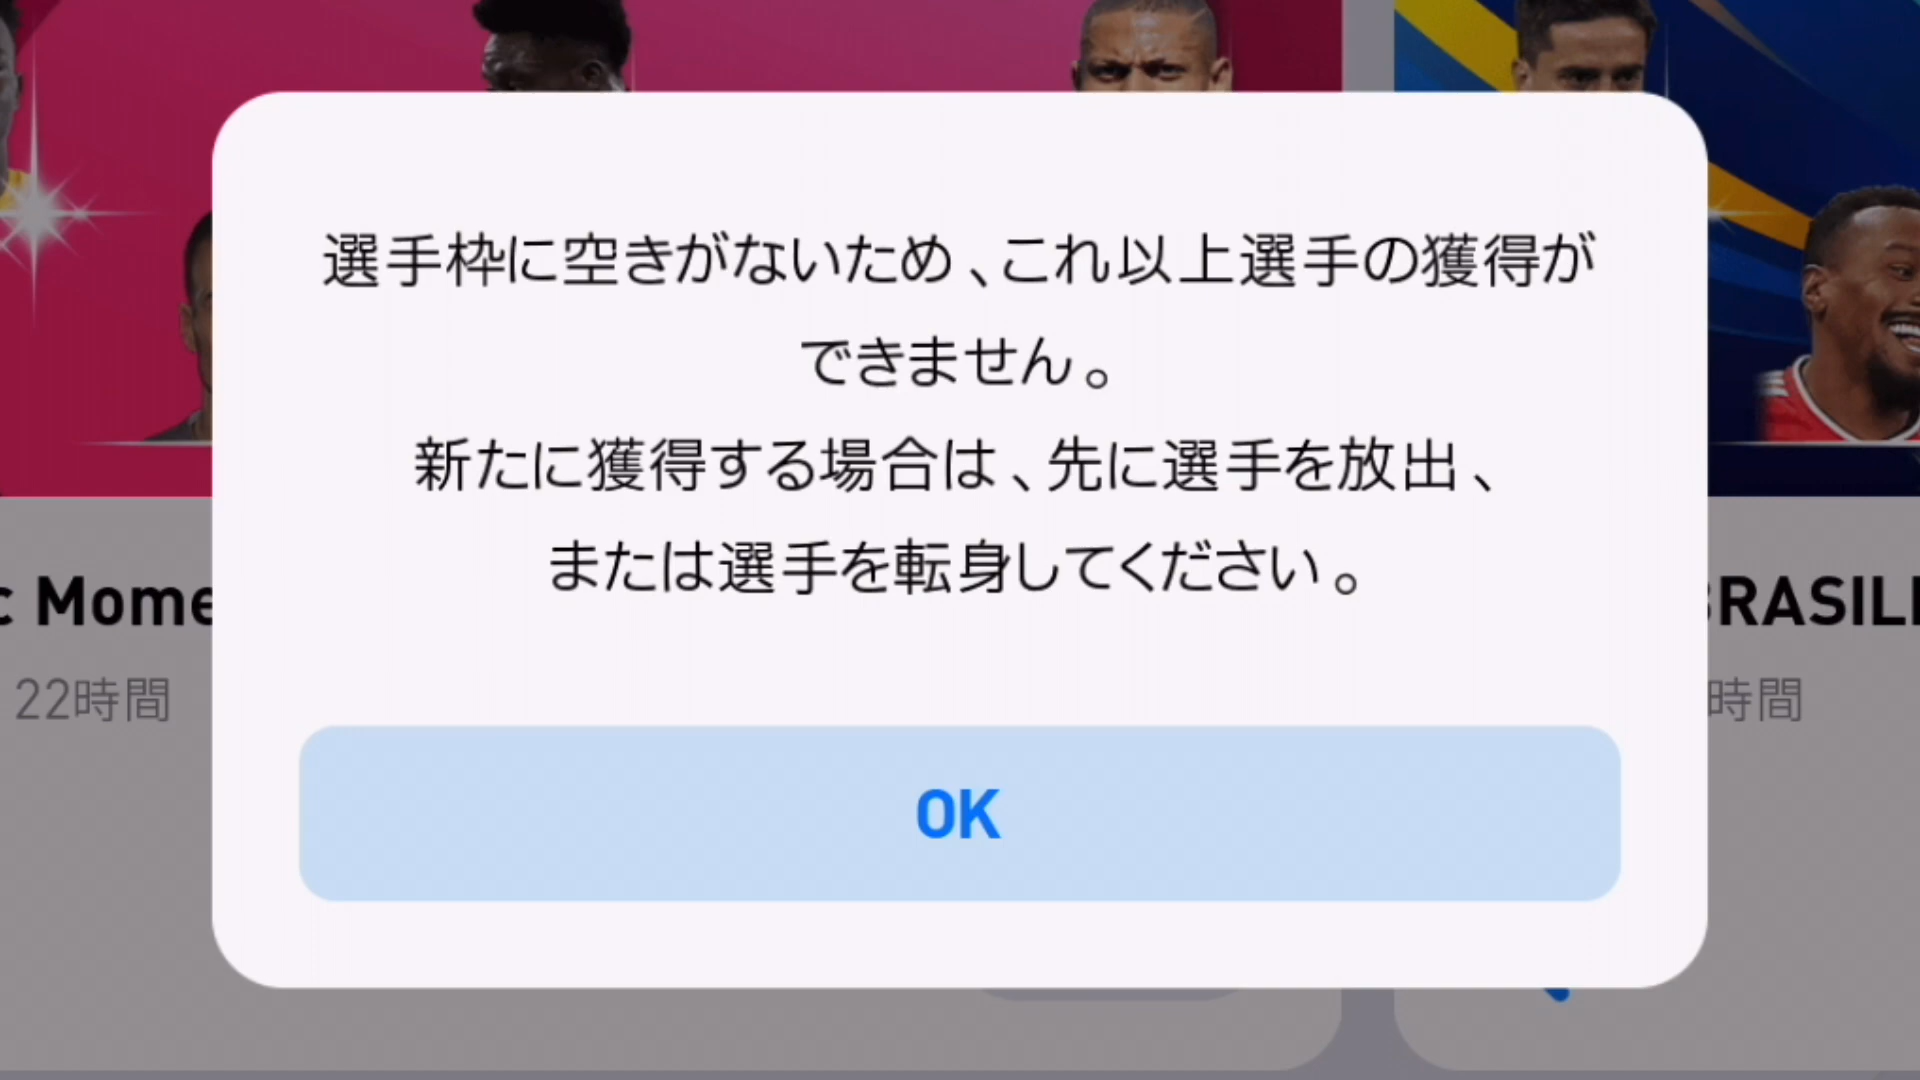 選手枠に空きがないため、これ以上選手の獲得が
できません。
新たに獲得する場合は、先に選手を放出、
または選手を転身してください。
OK
c Mome
22時間
BRASIL
時間